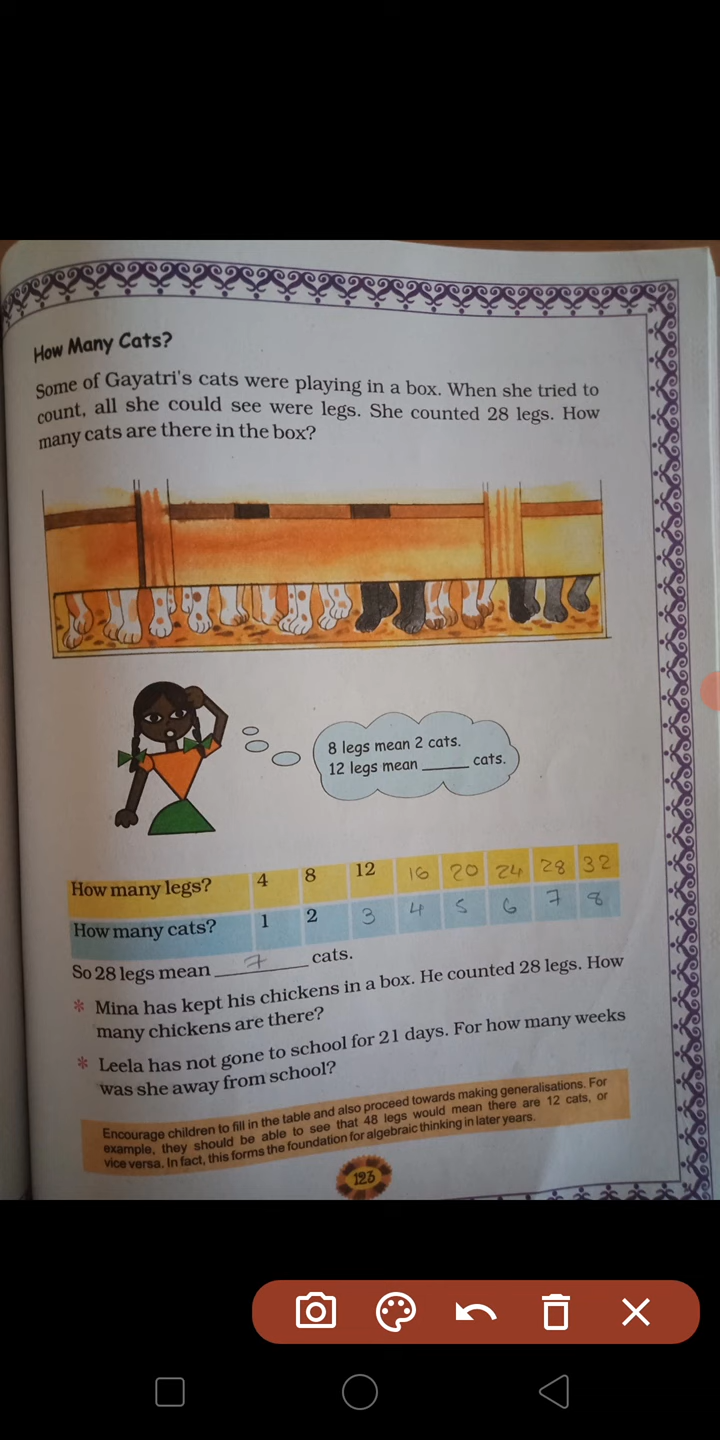 How Many Cats?
Some of Gayatri's cats were playing in a box. When she tried to
count, all she could see were legs. She counted 28 legs. How
many cats are there in the box?
8 legs mean 2 cats.
12 legs mean ______ cats.
How many legs? 4 8 12 16 20 24 28 32
How many cats? 1 2 3 4 5 6 7 8
So 28 legs mean 7 cats.
* Mina has kept his chickens in a box. He counted 28 legs. How
many chickens are there?
* Leela has not gone to school for 21 days. For how many weeks
was she away from school?
Encourage children to fill in the table and also proceed towards making generalisations. For
example, they should be able to see that 48 legs would mean there are 12 cats, or
vice versa. In fact, this forms the foundation for algebraic thinking in later years.
123